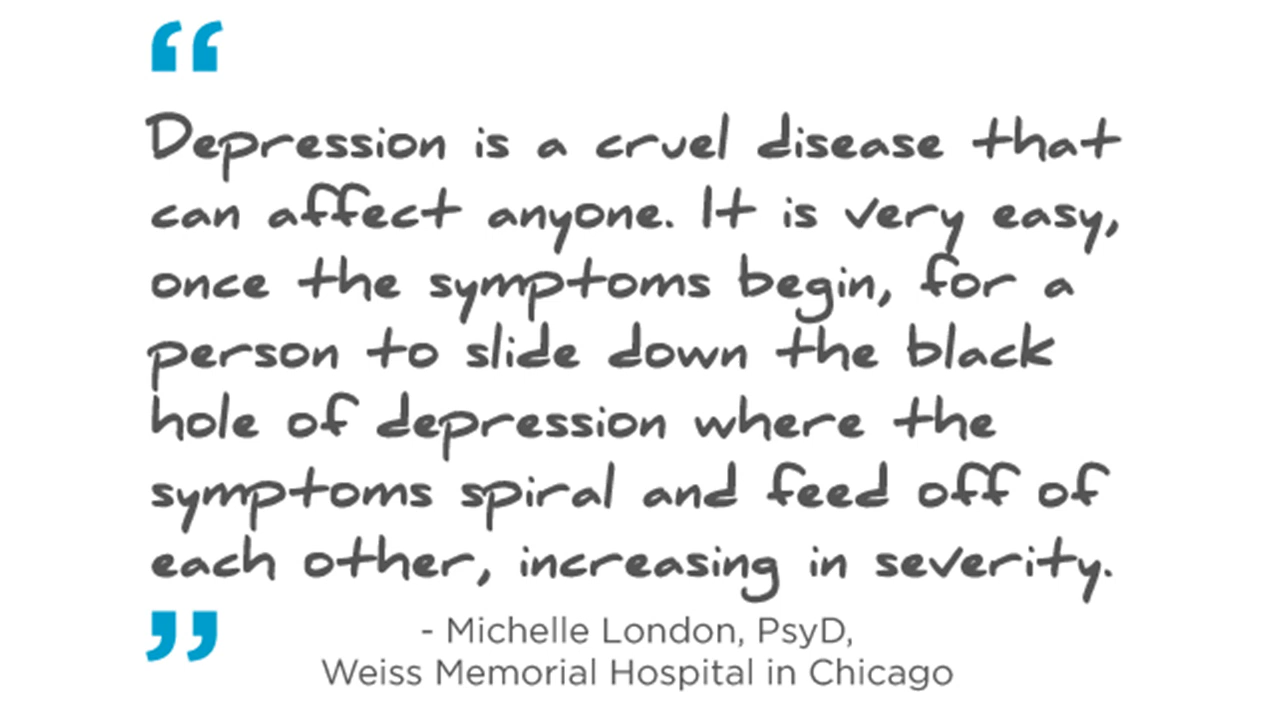 “
Depression is a cruel disease that
can affect anyone. It is very easy,
once the symptoms begin, for a
person to slide down the black
hole of depression where the
symptoms spiral and feed off of
each other, increasing in severity.
”
- Michelle London, PsyD,
Weiss Memorial Hospital in Chicago